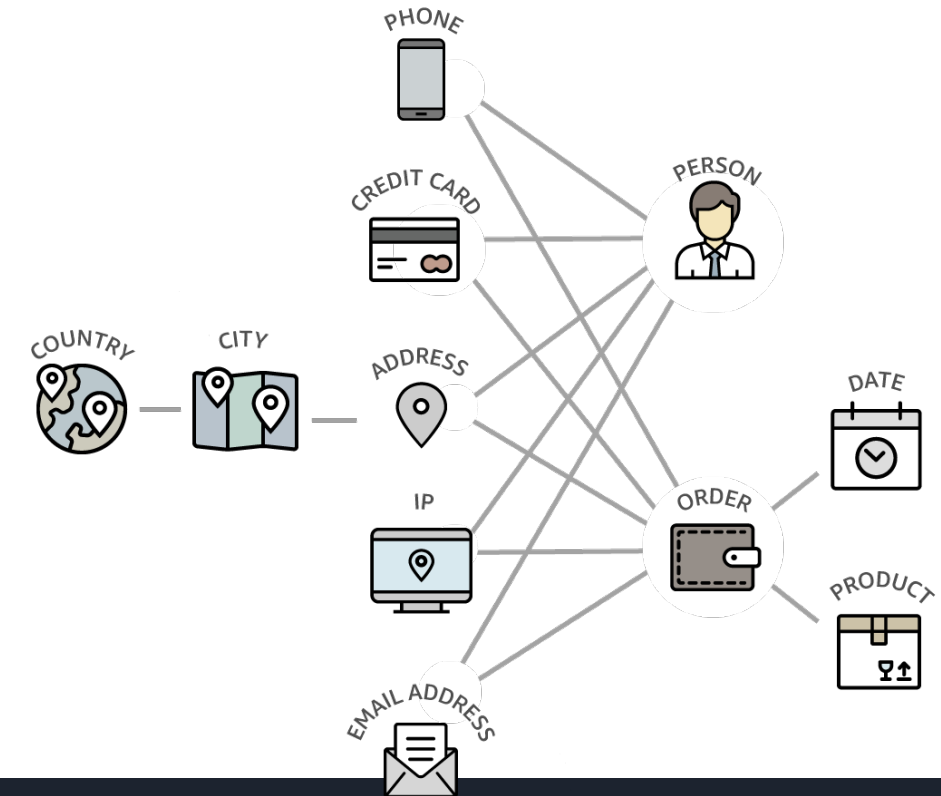 PHONE
PERSON
CREDIT CARD
COUNTRY
CITY
ADDRESS
DATE
IP
ORDER
PRODUCT
EMAIL ADDRESS